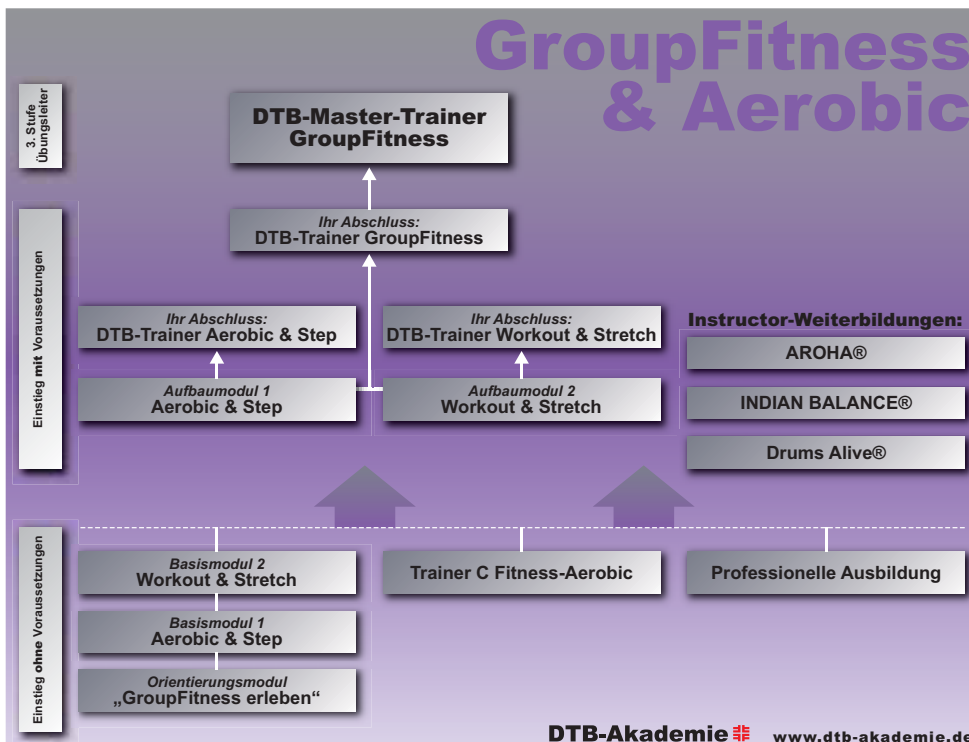 GroupFitness
& Aerobic
3. Stufe
Übungsleiter
DTB-Master-Trainer
GroupFitness
Einstieg mit Voraussetzungen
Ihr Abschluss:
DTB-Trainer GroupFitness
Ihr Abschluss:
DTB-Trainer Aerobic & Step
Ihr Abschluss:
DTB-Trainer Workout & Stretch
Aufbaumodul 1
Aerobic & Step
Aufbaumodul 2
Workout & Stretch
Instructor-Weiterbildungen:
AROHA®
INDIAN BALANCE®
Drums Alive®
Einstieg ohne Voraussetzungen
Basismodul 2
Workout & Stretch
Basismodul 1
Aerobic & Step
Orientierungsmodul
„GroupFitness erleben“
Trainer C Fitness-Aerobic
Professionelle Ausbildung
DTB-Akademie www.dtb-akademie.de